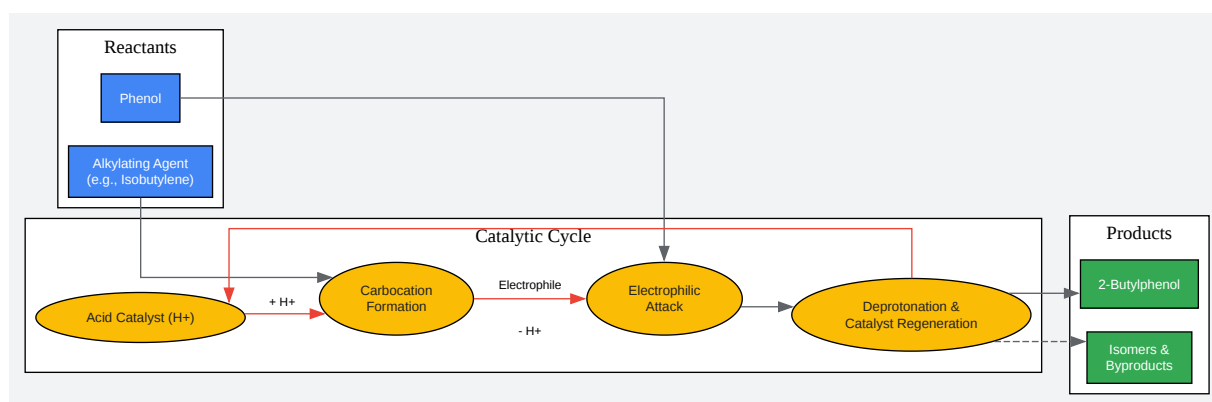 Reactants
Phenol
Alkylating Agent
(e.g., Isobutylene)
Catalytic Cycle
Acid Catalyst (H+)
+ H+
Carbocation
Formation
Electrophile
- H+
Electrophilic
Attack
Deprotonation &
Catalyst Regeneration
Products
2-Butylphenol
Isomers &
Byproducts